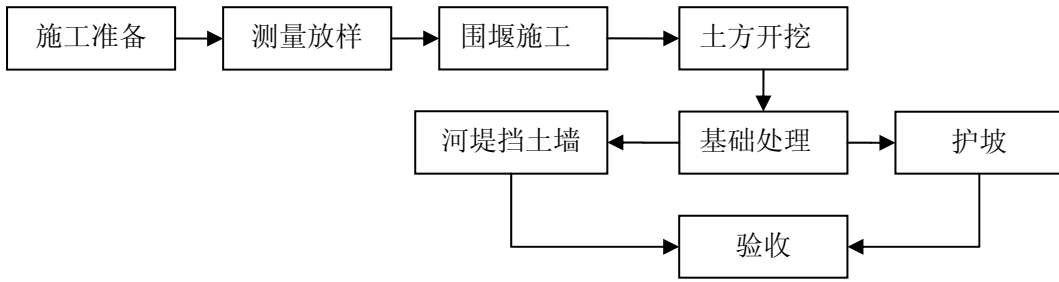 施工准备
测量放样
围堰施工
土方开挖
河堤挡土墙
基础处理
护坡
验收